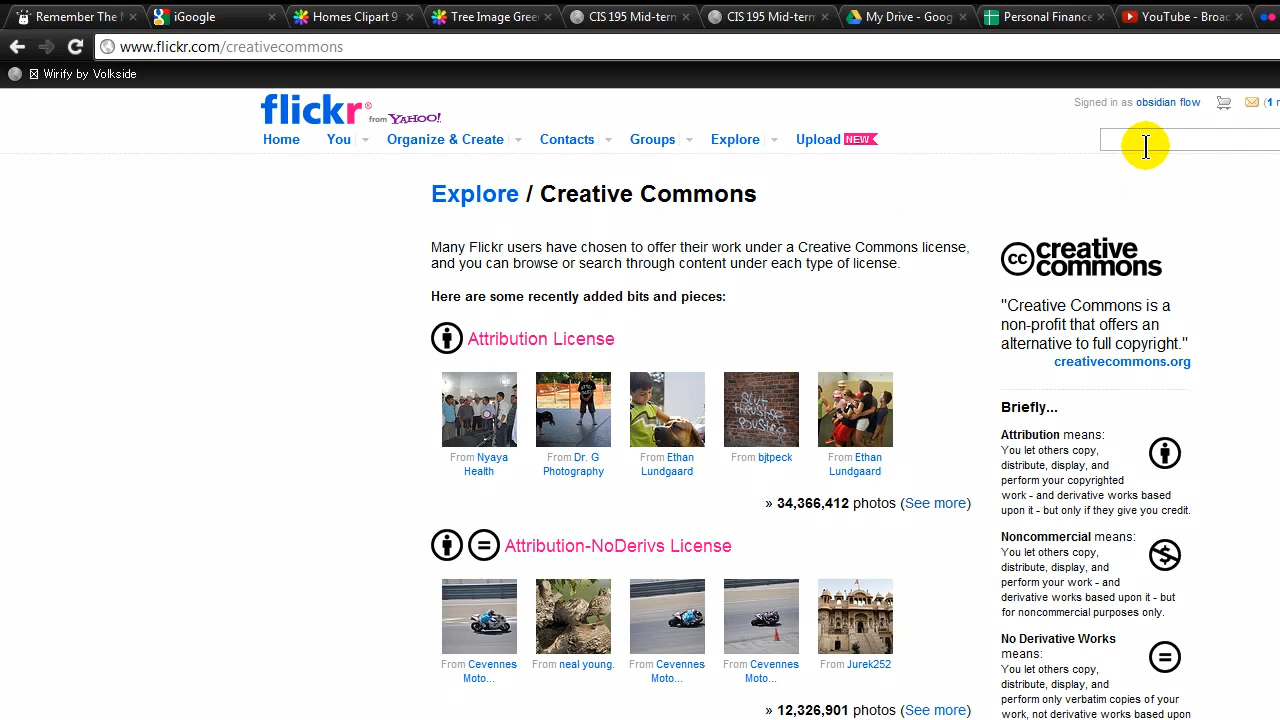 Remember The M
iGoogle
Homes Clipart 9
Tree Image Gree
CIS 195 Mid-term
CIS 195 Mid-term
My Drive - Goog
Personal Finance
YouTube - Broac
www.flickr.com/creativecommons
Wirify by Volkside
flickr® from YAHOO!
Signed in as obsidian flow
(1 n
Home You Organize & Create Contacts Groups Explore Upload NEW
Explore / Creative Commons
Many Flickr users have chosen to offer their work under a Creative Commons license,
and you can browse or search through content under each type of license.
Here are some recently added bits and pieces:
Attribution License
From Nyaya
Health
From Dr. G
Photography
From Ethan
Lundgaard
From bjtpeck
From Ethan
Lundgaard
» 34,366,412 photos (See more)
Attribution-NoDerivs License
From Cevennes
Moto...
From neal young.
From Cevennes
Moto...
From Cevennes
Moto...
From Jurek252
» 12,326,901 photos (See more)
cc creative
commons
"Creative Commons is a
non-profit that offers an
alternative to full copyright."
creativecommons.org
Briefly...
Attribution means:
You let others copy,
distribute, display, and
perform your copyrighted
work - and derivative works based
upon it - but only if they give you credit.
Noncommercial means:
You let others copy,
distribute, display, and
perform your work - and
derivative works based upon it - but
for noncommercial purposes only.
No Derivative Works
means:
You let others copy,
distribute, display, and
perform only verbatim copies of your
work, not derivative works based upon